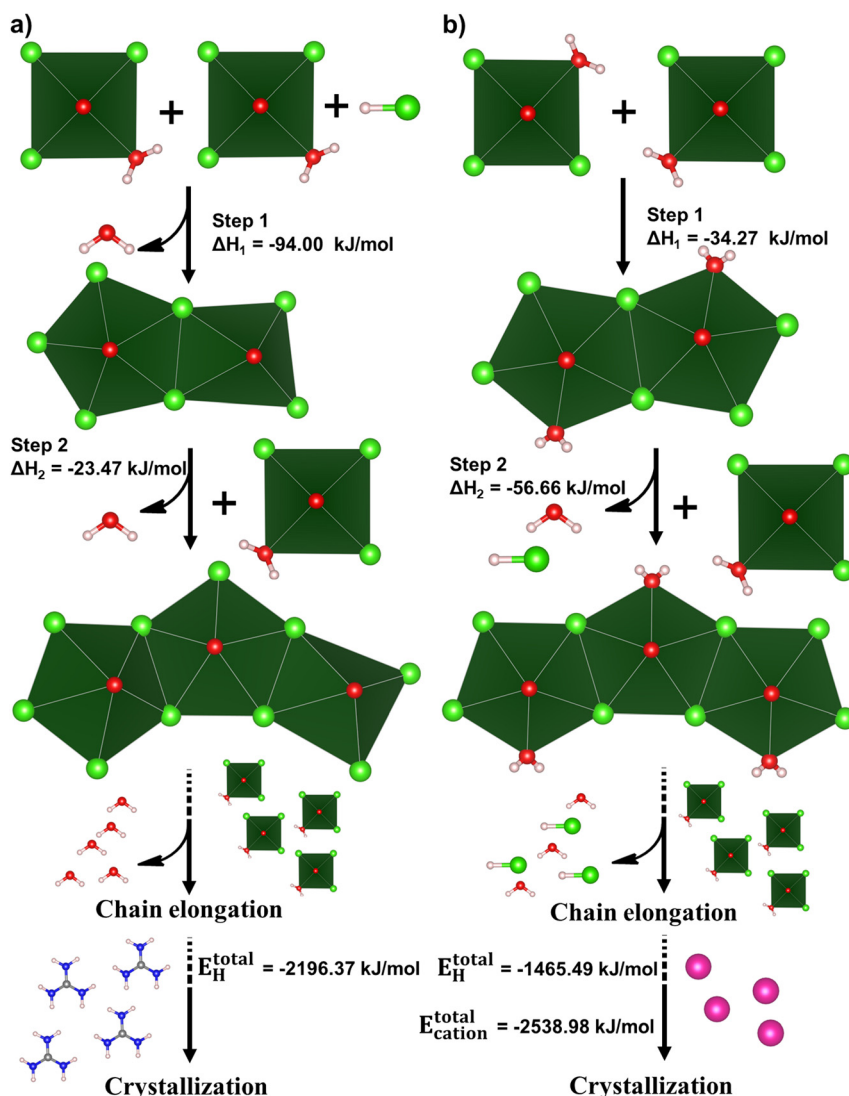 a)
+
+
Step 1
ΔH₁ = -94.00 kJ/mol
Step 2
ΔH₂ = -23.47 kJ/mol
+
Chain elongation
E_H^total = -2196.37 kJ/mol
Crystallization
b)
+
Step 1
ΔH₁ = -34.27 kJ/mol
Step 2
ΔH₂ = -56.66 kJ/mol
+
Chain elongation
E_H^total = -1465.49 kJ/mol
E_cation^total = -2538.98 kJ/mol
Crystallization